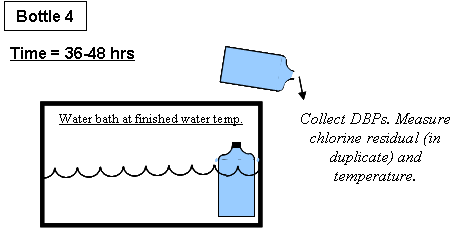 Bottle 4
Time = 36-48 hrs
Water bath at finished water temp.
Collect DBPs. Measure
chlorine residual (in
duplicate) and
temperature.